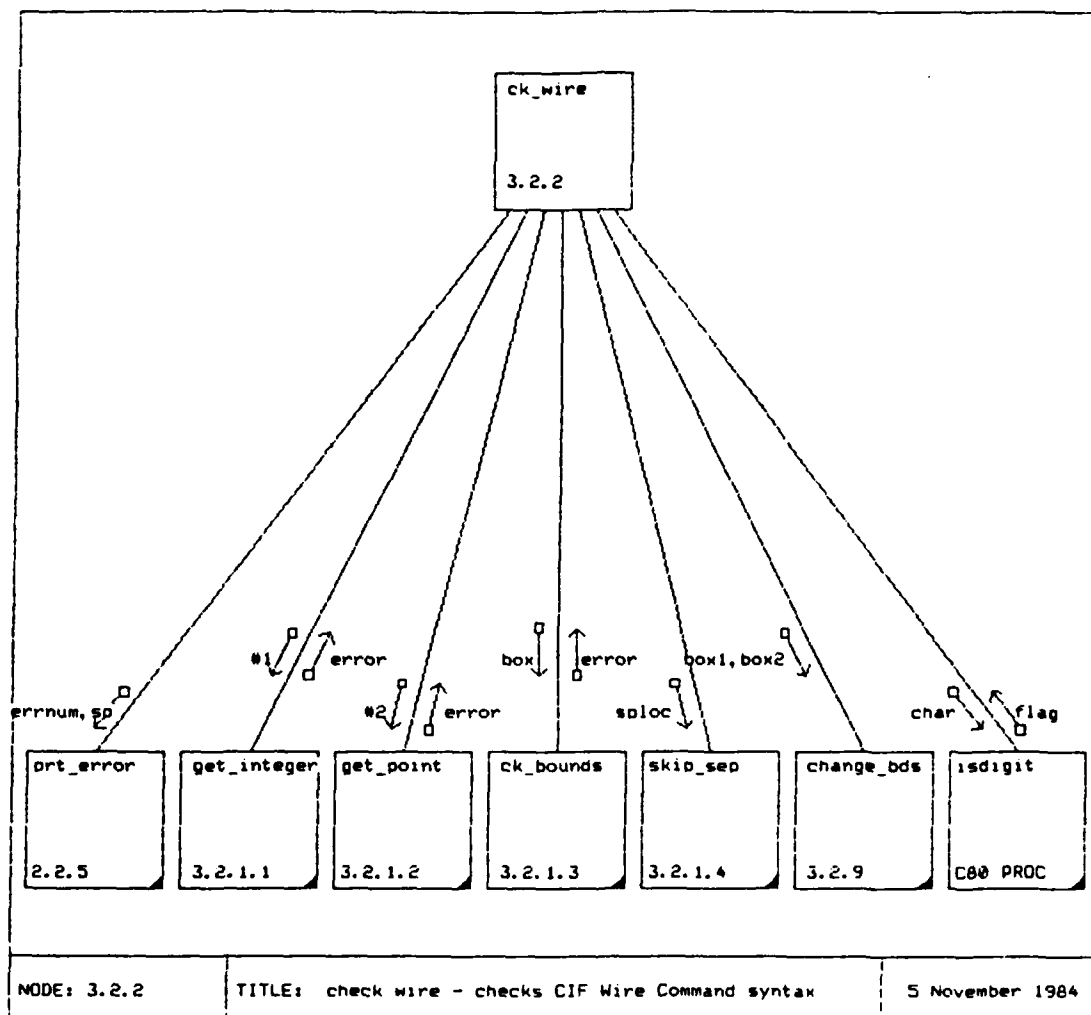 ck_wire
3.2.2
#1
error
box
error
box1,box2
errnum,sp
#2
error
sploc
char
flag
prt_error
get_integer
get_point
ck_bounds
skip_sep
change_bds
isdigit
2.2.5
3.2.1.1
3.2.1.2
3.2.1.3
3.2.1.4
3.2.9
C80 PROC
NODE: 3.2.2
TITLE: check wire - checks CIF Wire Command syntax
5 November 1984